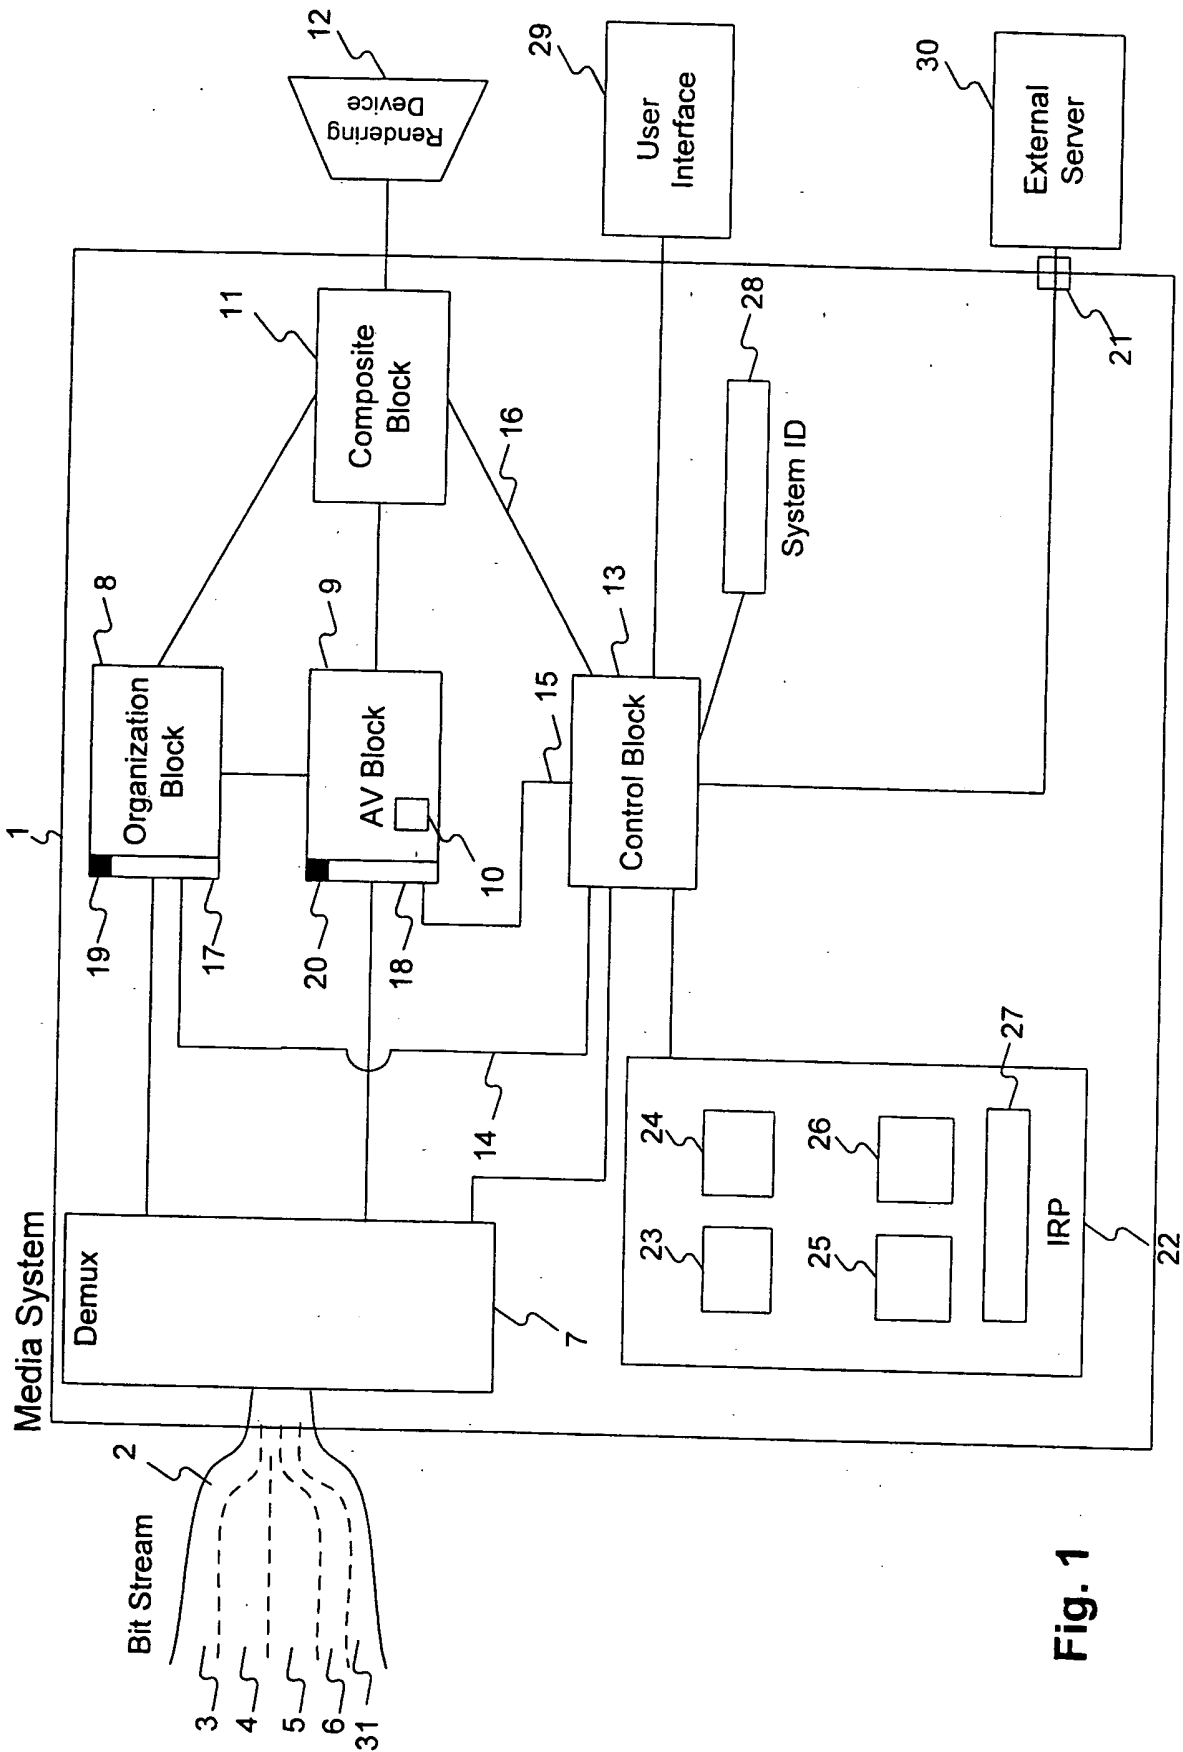 Media System
1
Bit Stream
2
3
4
5
6
31
Demux
7
19
17
Organization
Block
8
20
18
AV Block
9
10
14
15
Control Block
13
16
Composite
Block
11
Rendering
Device
12
User
Interface
29
External
Server
30
21
28
System ID
23
24
25
26
27
IRP
22
Fig. 1